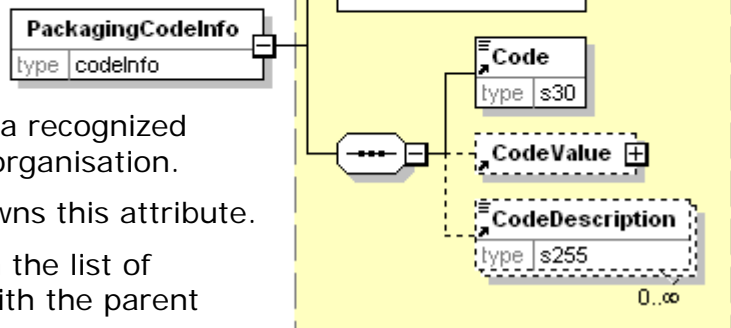 PackagingCodeInfo
type codeInfo
a recognized
organisation.
wns this attribute.
the list of
ith the parent
Code
type s30
CodeValue
CodeDescription
type s255
0..∞